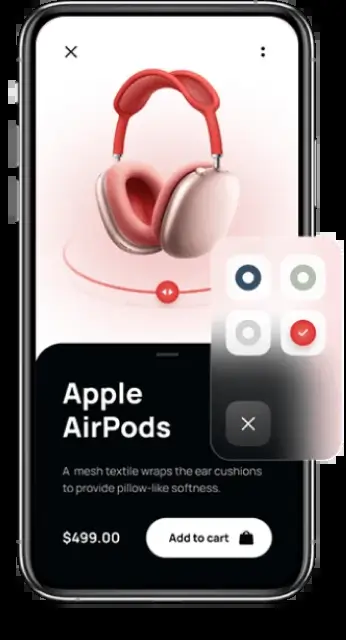 Apple
AirPods
A mesh textile wraps the ear cushions
to provide pillow-like softness.
$499.00
Add to cart